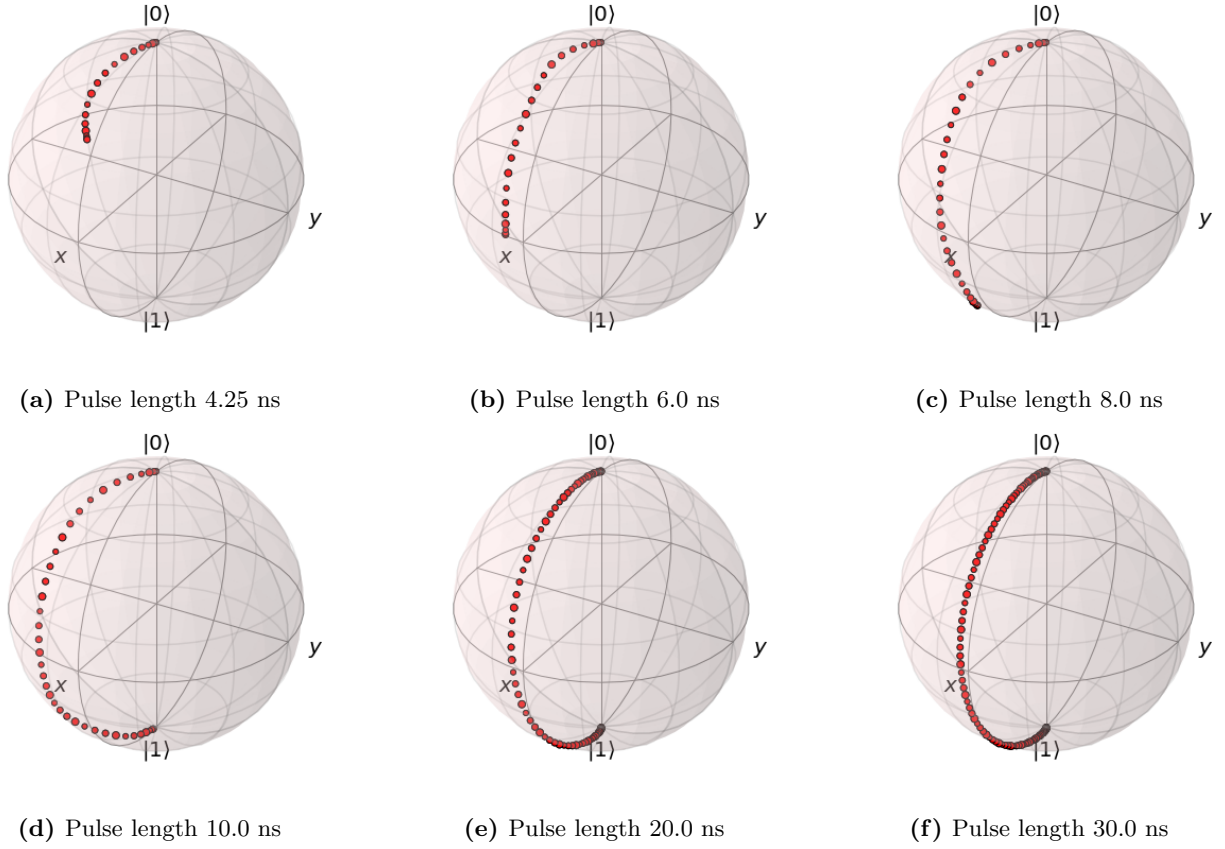 |0⟩ |0⟩ |0⟩
y y y
x x x
|1⟩ |1⟩ |1⟩
(a) Pulse length 4.25 ns (b) Pulse length 6.0 ns (c) Pulse length 8.0 ns
|0⟩ |0⟩ |0⟩
y y y
x x x
|1⟩ |1⟩ |1⟩
(d) Pulse length 10.0 ns (e) Pulse length 20.0 ns (f) Pulse length 30.0 ns